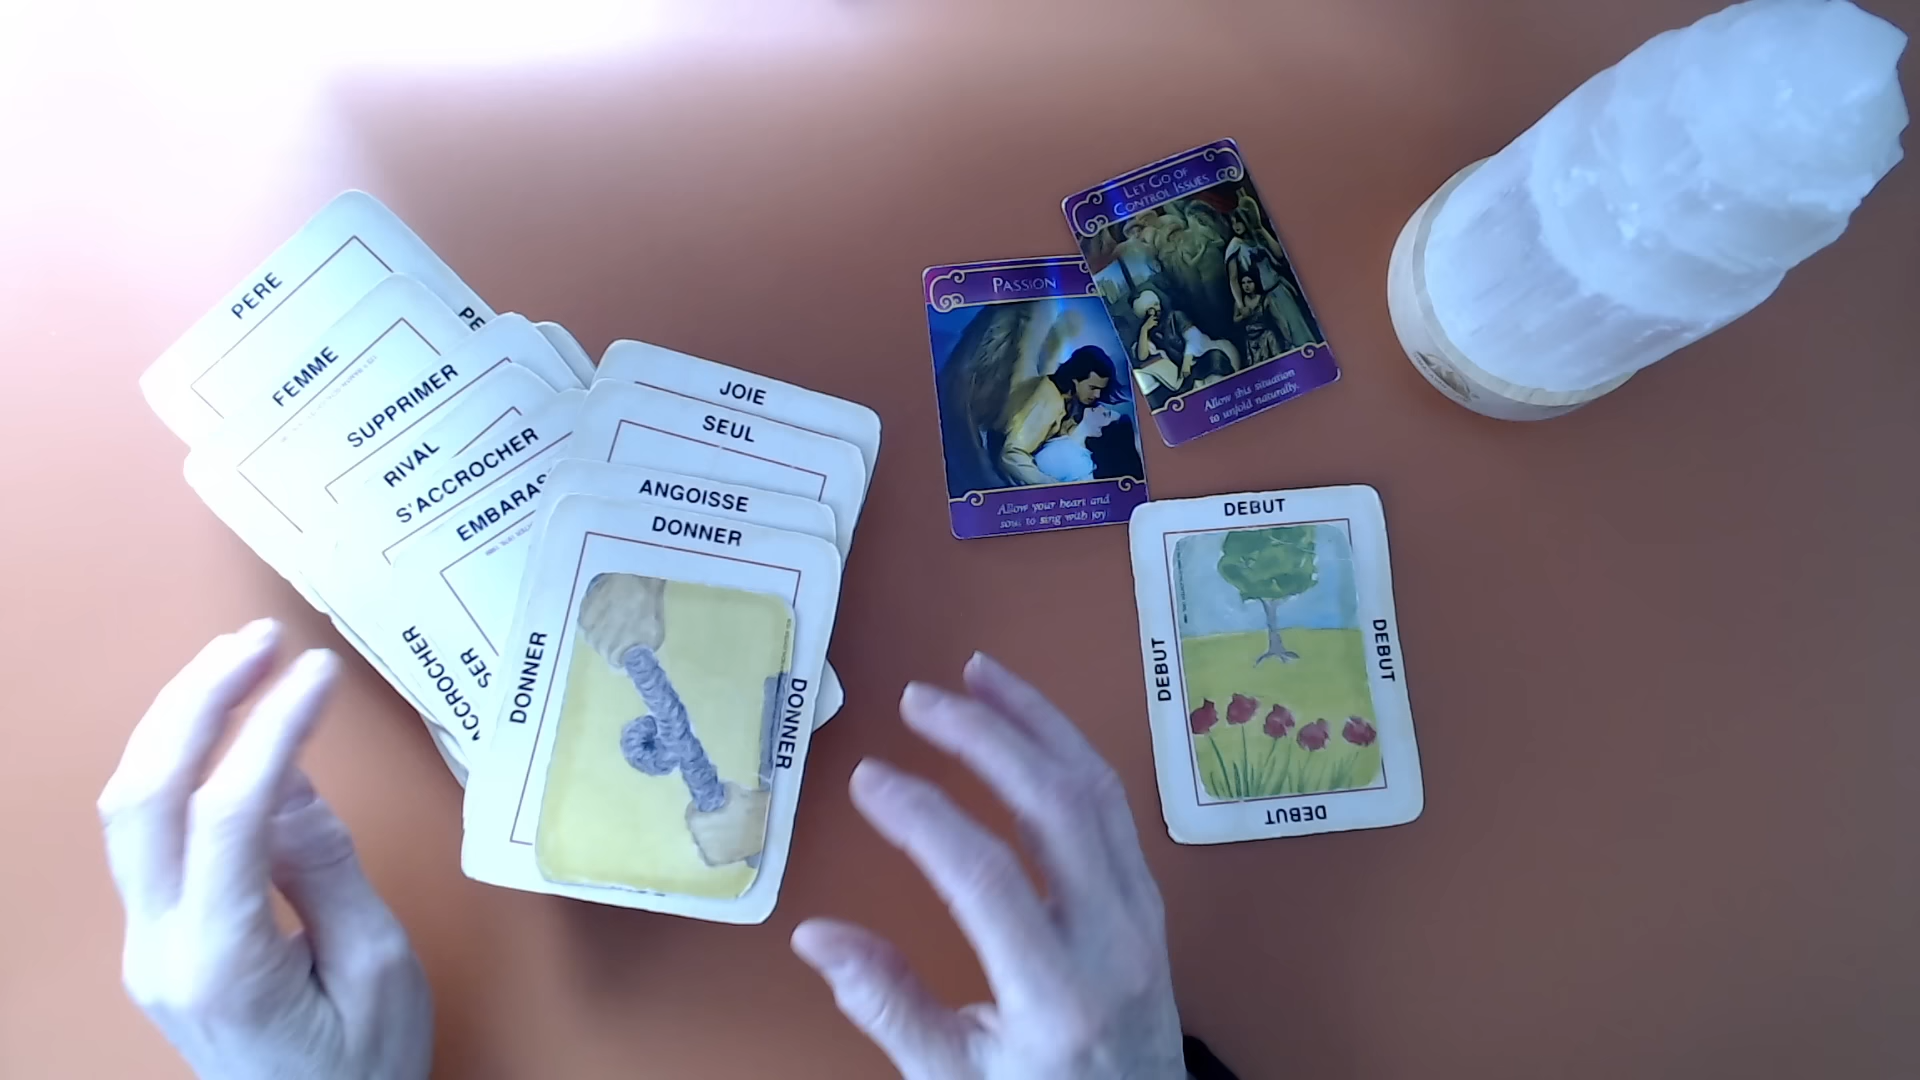 PERE
PE
FEMME
SUPPRIMER
RIVAL
S'ACCROCHER
EMBARAS
ACCROCHER
SER
JOIE
SEUL
ANGOISSE
DONNER
DONNER
DONNER
PASSION
Allow your heart and
soul to sing with joy
LET GO OF
CONTROL ISSUES
Allow this situation
to unfold naturally.
DEBUT
DEBUT
DEBUT
DEBUT